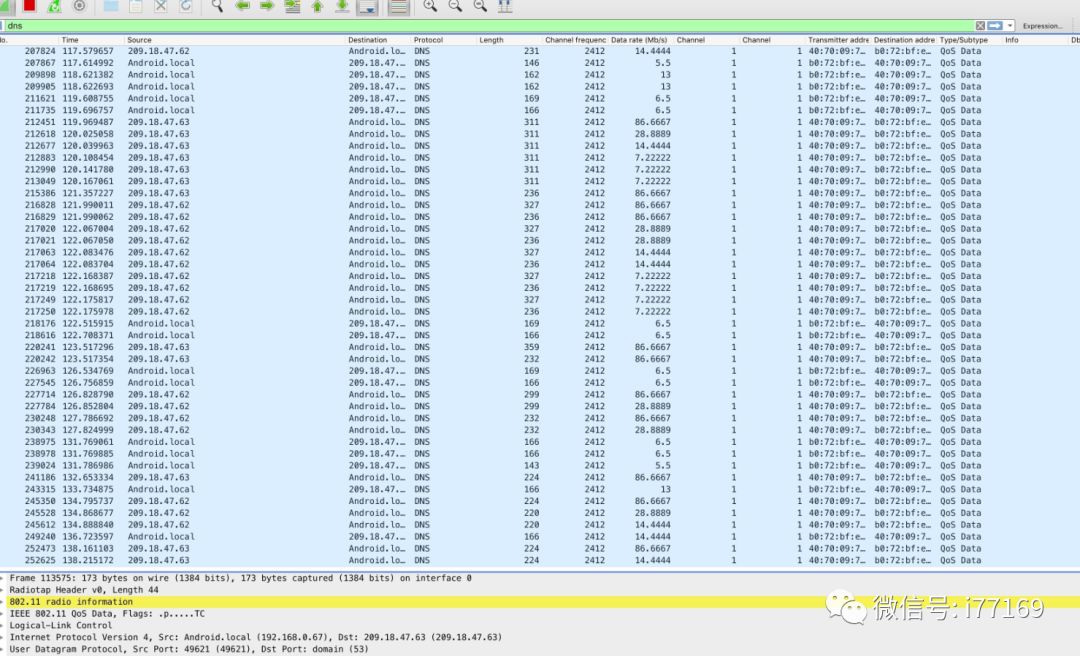 dns Expression...
No. Time Source Destination Protocol Length Channel frequenc Data rate (Mb/s) Channel Channel Transmitter addre Destination addre Type/Subtype Info Db
207824 117.579657 209.18.47.62 Android.lo… DNS 231 2412 14.4444 1 1 40:70:09:7… b0:72:bf:e… QoS Data
207867 117.614992 Android.local 209.18.47.… DNS 146 2412 5.5 1 1 b0:72:bf:e… 40:70:09:7… QoS Data
209898 118.621382 Android.local 209.18.47.… DNS 162 2412 13 1 1 b0:72:bf:e… 40:70:09:7… QoS Data
209905 118.622693 Android.local 209.18.47.… DNS 162 2412 13 1 1 b0:72:bf:e… 40:70:09:7… QoS Data
211621 119.608755 Android.local 209.18.47.… DNS 169 2412 6.5 1 1 b0:72:bf:e… 40:70:09:7… QoS Data
211735 119.696757 Android.local 209.18.47.… DNS 166 2412 6.5 1 1 b0:72:bf:e… 40:70:09:7… QoS Data
212451 119.969487 209.18.47.63 Android.lo… DNS 311 2412 86.6667 1 1 40:70:09:7… b0:72:bf:e… QoS Data
212618 120.025058 209.18.47.63 Android.lo… DNS 311 2412 28.8889 1 1 40:70:09:7… b0:72:bf:e… QoS Data
212677 120.039963 209.18.47.63 Android.lo… DNS 311 2412 14.4444 1 1 40:70:09:7… b0:72:bf:e… QoS Data
212883 120.108454 209.18.47.63 Android.lo… DNS 311 2412 7.22222 1 1 40:70:09:7… b0:72:bf:e… QoS Data
212990 120.141780 209.18.47.63 Android.lo… DNS 311 2412 7.22222 1 1 40:70:09:7… b0:72:bf:e… QoS Data
213049 120.167061 209.18.47.63 Android.lo… DNS 311 2412 7.22222 1 1 40:70:09:7… b0:72:bf:e… QoS Data
215386 121.357227 209.18.47.63 Android.lo… DNS 236 2412 86.6667 1 1 40:70:09:7… b0:72:bf:e… QoS Data
216828 121.990011 209.18.47.62 Android.lo… DNS 327 2412 86.6667 1 1 40:70:09:7… b0:72:bf:e… QoS Data
216829 121.990062 209.18.47.62 Android.lo… DNS 236 2412 86.6667 1 1 40:70:09:7… b0:72:bf:e… QoS Data
217020 122.067004 209.18.47.62 Android.lo… DNS 327 2412 28.8889 1 1 40:70:09:7… b0:72:bf:e… QoS Data
217021 122.067050 209.18.47.62 Android.lo… DNS 236 2412 28.8889 1 1 40:70:09:7… b0:72:bf:e… QoS Data
217063 122.083476 209.18.47.62 Android.lo… DNS 327 2412 14.4444 1 1 40:70:09:7… b0:72:bf:e… QoS Data
217064 122.083704 209.18.47.62 Android.lo… DNS 236 2412 14.4444 1 1 40:70:09:7… b0:72:bf:e… QoS Data
217218 122.168387 209.18.47.62 Android.lo… DNS 327 2412 7.22222 1 1 40:70:09:7… b0:72:bf:e… QoS Data
217219 122.168695 209.18.47.62 Android.lo… DNS 236 2412 7.22222 1 1 40:70:09:7… b0:72:bf:e… QoS Data
217249 122.175817 209.18.47.62 Android.lo… DNS 327 2412 7.22222 1 1 40:70:09:7… b0:72:bf:e… QoS Data
217250 122.175978 209.18.47.62 Android.lo… DNS 236 2412 7.22222 1 1 40:70:09:7… b0:72:bf:e… QoS Data
218176 122.515915 Android.local 209.18.47.… DNS 169 2412 6.5 1 1 b0:72:bf:e… 40:70:09:7… QoS Data
218616 122.708371 Android.local 209.18.47.… DNS 166 2412 6.5 1 1 b0:72:bf:e… 40:70:09:7… QoS Data
220241 123.517296 209.18.47.63 Android.lo… DNS 359 2412 86.6667 1 1 40:70:09:7… b0:72:bf:e… QoS Data
220242 123.517354 209.18.47.63 Android.lo… DNS 232 2412 86.6667 1 1 40:70:09:7… b0:72:bf:e… QoS Data
226963 126.534769 Android.local 209.18.47.… DNS 169 2412 6.5 1 1 b0:72:bf:e… 40:70:09:7… QoS Data
227545 126.756859 Android.local 209.18.47.… DNS 166 2412 6.5 1 1 b0:72:bf:e… 40:70:09:7… QoS Data
227714 126.828790 209.18.47.62 Android.lo… DNS 299 2412 86.6667 1 1 40:70:09:7… b0:72:bf:e… QoS Data
227784 126.852804 209.18.47.62 Android.lo… DNS 299 2412 28.8889 1 1 40:70:09:7… b0:72:bf:e… QoS Data
230248 127.786692 209.18.47.62 Android.lo… DNS 232 2412 86.6667 1 1 40:70:09:7… b0:72:bf:e… QoS Data
230343 127.824999 209.18.47.62 Android.lo… DNS 232 2412 28.8889 1 1 40:70:09:7… b0:72:bf:e… QoS Data
238975 131.769061 Android.local 209.18.47.… DNS 166 2412 6.5 1 1 b0:72:bf:e… 40:70:09:7… QoS Data
238978 131.769885 Android.local 209.18.47.… DNS 166 2412 6.5 1 1 b0:72:bf:e… 40:70:09:7… QoS Data
239024 131.786986 Android.local 209.18.47.… DNS 143 2412 5.5 1 1 b0:72:bf:e… 40:70:09:7… QoS Data
241186 132.653334 209.18.47.63 Android.lo… DNS 224 2412 86.6667 1 1 40:70:09:7… b0:72:bf:e… QoS Data
243315 133.734875 Android.local 209.18.47.… DNS 166 2412 13 1 1 b0:72:bf:e… 40:70:09:7… QoS Data
245350 134.795737 209.18.47.62 Android.lo… DNS 224 2412 86.6667 1 1 40:70:09:7… b0:72:bf:e… QoS Data
245528 134.868677 209.18.47.62 Android.lo… DNS 220 2412 28.8889 1 1 40:70:09:7… b0:72:bf:e… QoS Data
245612 134.888840 209.18.47.62 Android.lo… DNS 220 2412 14.4444 1 1 40:70:09:7… b0:72:bf:e… QoS Data
249240 136.723597 Android.local 209.18.47.… DNS 166 2412 6.5 1 1 b0:72:bf:e… 40:70:09:7… QoS Data
252473 138.161103 209.18.47.63 Android.lo… DNS 224 2412 86.6667 1 1 40:70:09:7… b0:72:bf:e… QoS Data
252625 138.215172 209.18.47.63 Android.lo… DNS 224 2412 14.4444 1 1 40:70:09:7… b0:72:bf:e… QoS Data
Frame 113575: 173 bytes on wire (1384 bits), 173 bytes captured (1384 bits) on interface 0
Radiotap Header v0, Length 44
802.11 radio information
IEEE 802.11 QoS Data, Flags: .p.....TC
Logical-Link Control
Internet Protocol Version 4, Src: Android.local (192.168.0.67), Dst: 209.18.47.63 (209.18.47.63)
User Datagram Protocol, Src Port: 49621 (49621), Dst Port: domain (53)
微信号: i77169